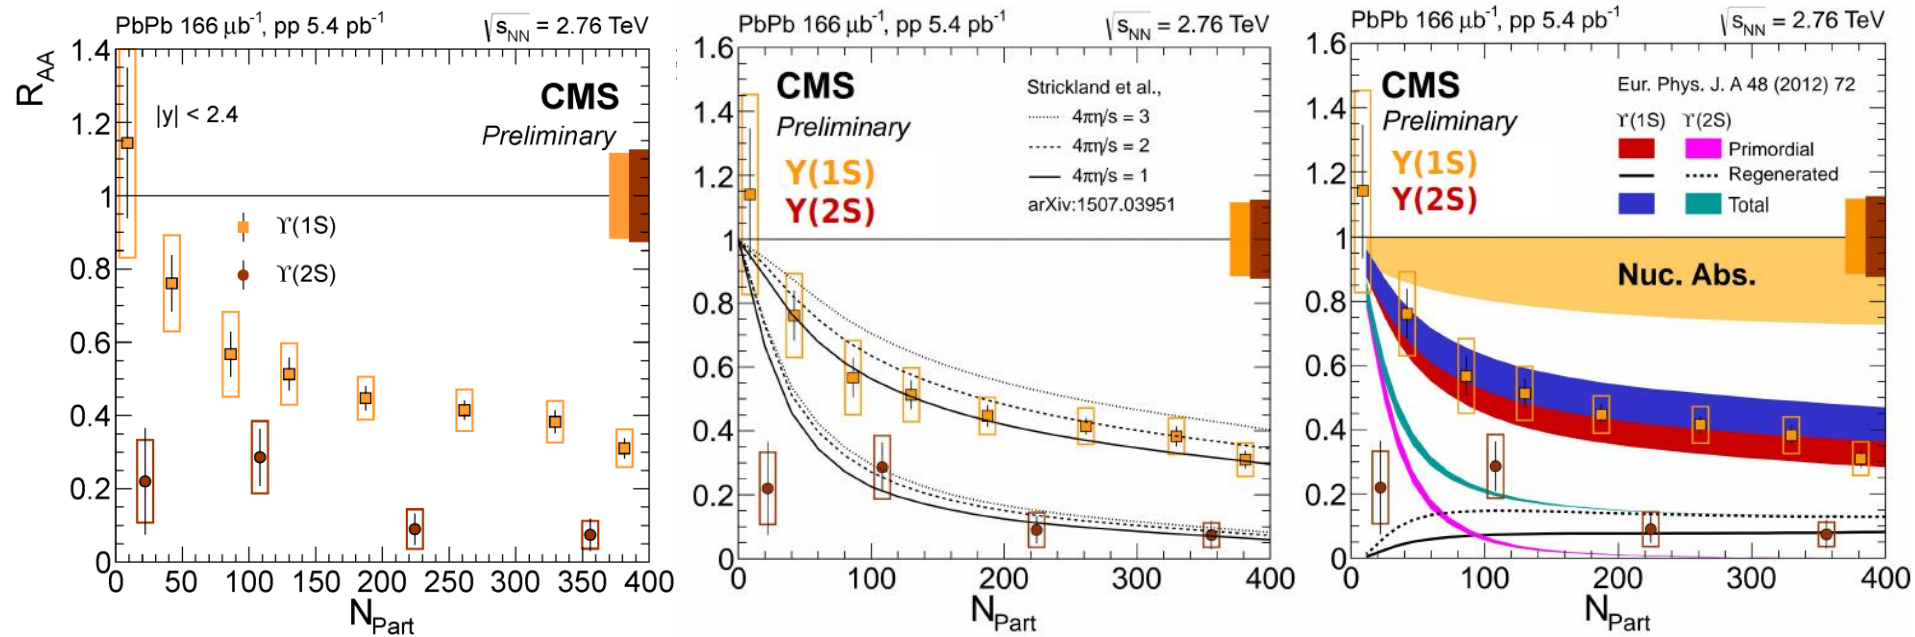 PbPb 166 μb⁻¹, pp 5.4 pb⁻¹ √s_NN = 2.76 TeV
R_AA
1.4
1.2
1
0.8
0.6
0.4
0.2
0
|y| < 2.4
CMS
Preliminary
ϒ(1S)
ϒ(2S)
0 50 100 150 200 250 300 350 400
N_Part
PbPb 166 μb⁻¹, pp 5.4 pb⁻¹ √s_NN = 2.76 TeV
1.6
1.4
1.2
1
0.8
0.6
0.4
0.2
0
CMS
Preliminary
Υ(1S)
Υ(2S)
Strickland et al.,
4πη/s = 3
4πη/s = 2
4πη/s = 1
arXiv:1507.03951
0 100 200 300 400
N_Part
PbPb 166 μb⁻¹, pp 5.4 pb⁻¹ √s_NN = 2.76 TeV
1.6
1.4
1.2
1
0.8
0.6
0.4
0.2
0
CMS
Preliminary
Υ(1S)
Υ(2S)
Eur. Phys. J. A 48 (2012) 72
ϒ(1S) ϒ(2S)
Primordial
Regenerated
Total
Nuc. Abs.
0 100 200 300 400
N_Part